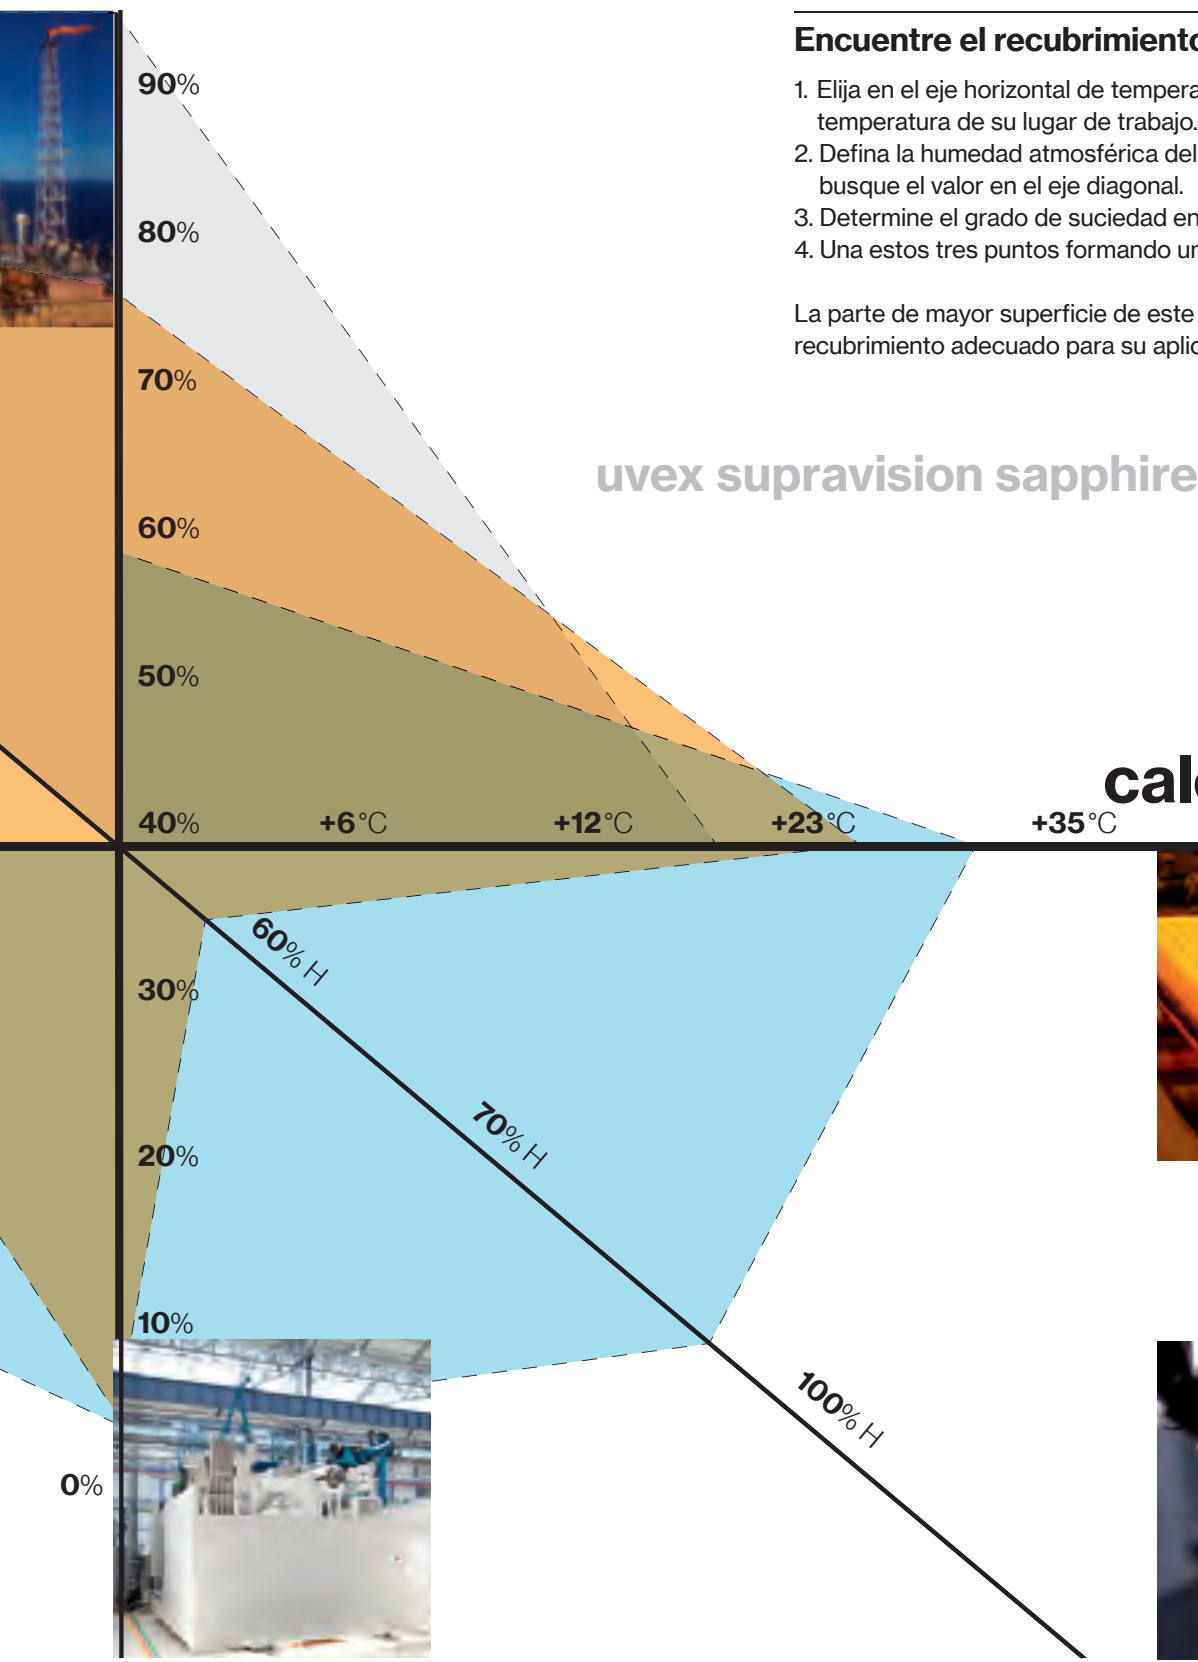 Encuentre el recubrimiento
1. Elija en el eje horizontal de
temperatura de su lugar de trabajo.
2. Defina la humedad atmosférica del
busque el valor en el eje diagonal.
3. Determine el grado de suciedad en
4. Una estos tres puntos formando
La parte de mayor superficie de este
recubrimiento adecuado para su
uvex supravision sapphire
90%
80%
70%
60%
50%
40%
+6°C
+12°C
+23°C
+35°C
60% H
30%
70% H
20%
10%
100% H
0%